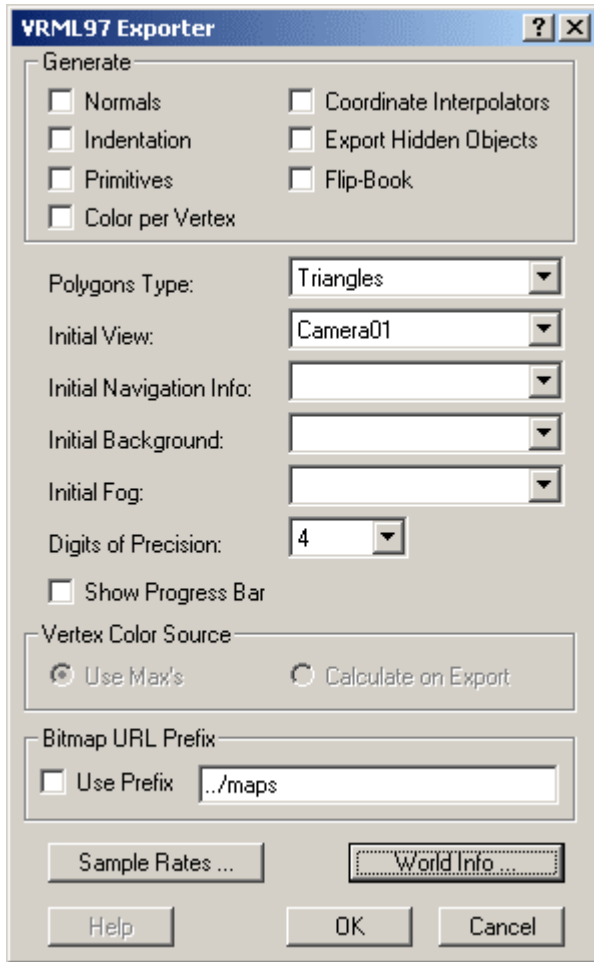 VRML97 Exporter
Generate
Normals
Coordinate Interpolators
Indentation
Export Hidden Objects
Primitives
Flip-Book
Color per Vertex
Polygons Type: Triangles
Initial View: Camera01
Initial Navigation Info:
Initial Background:
Initial Fog:
Digits of Precision: 4
Show Progress Bar
Vertex Color Source
Use Max's
Calculate on Export
Bitmap URL Prefix
Use Prefix ../maps
Sample Rates ...
World Info ...
Help
OK
Cancel